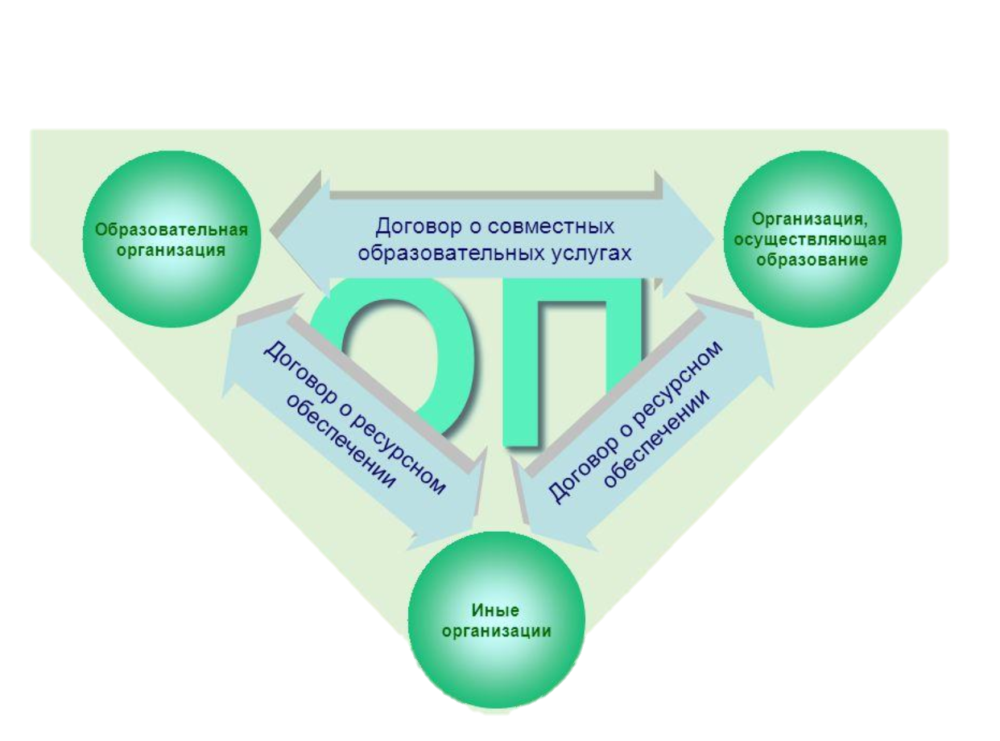 Образовательная
организация
Договор о совместных
образовательных услугах
Организация,
осуществляющая
образование
ОП
Договор о ресурсном
обеспечении
Договор о ресурсном
обеспечении
Иные
организации